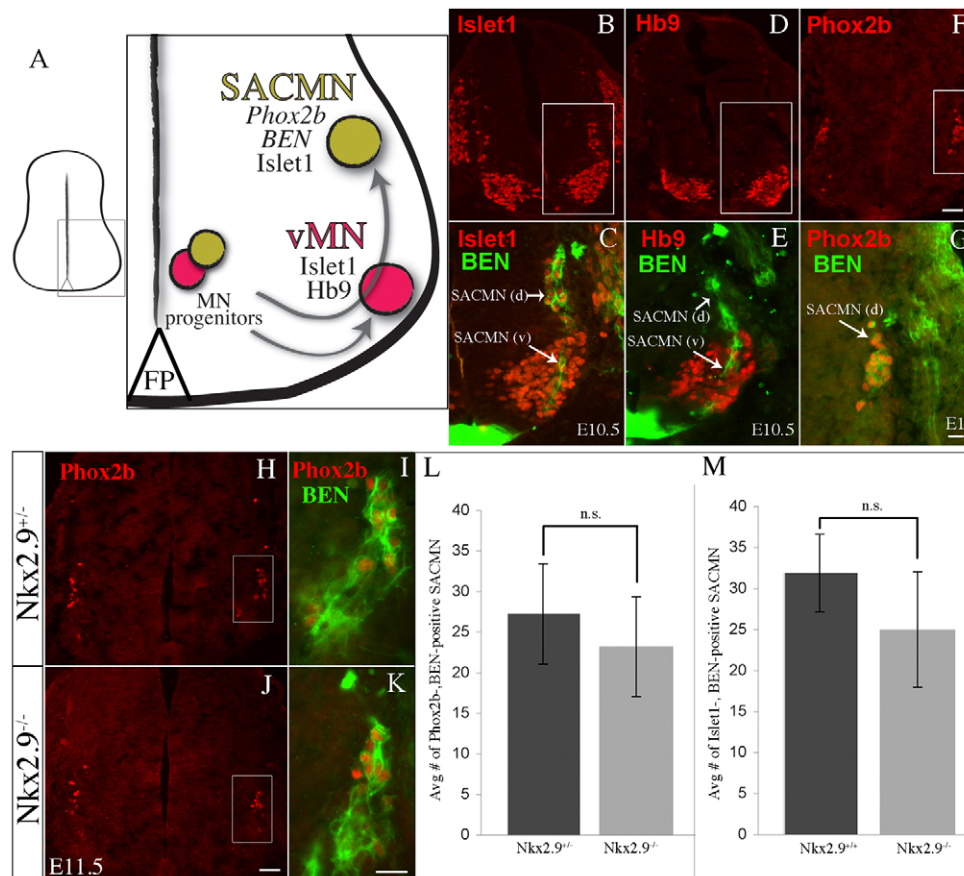 A
SACMN
Phox2b
BEN
Islet1
vMN
Islet1
Hb9
MN
progenitors
FP
Islet1
B
Hb9
D
Phox2b
F
Islet1
BEN
C
SACMN (d)
SACMN (v)
E10.5
Hb9
BEN
E
SACMN (d)
SACMN (v)
E10.5
Phox2b
BEN
G
SACMN (d)
E1
Nkx2.9+/-
Phox2b
H
Phox2b
BEN
I
Nkx2.9-/-
J
E11.5
K
L
Avg # of Phox2b-,BEN-positive SACMN
40
35
30
25
20
15
10
5
0
n.s.
Nkx2.9+/-
Nkx2.9-/-
M
Avg # of Islet1-, BEN-positive SACMN
40
35
30
25
20
15
10
5
0
n.s.
Nkx2.9+/+
Nkx2.9-/-